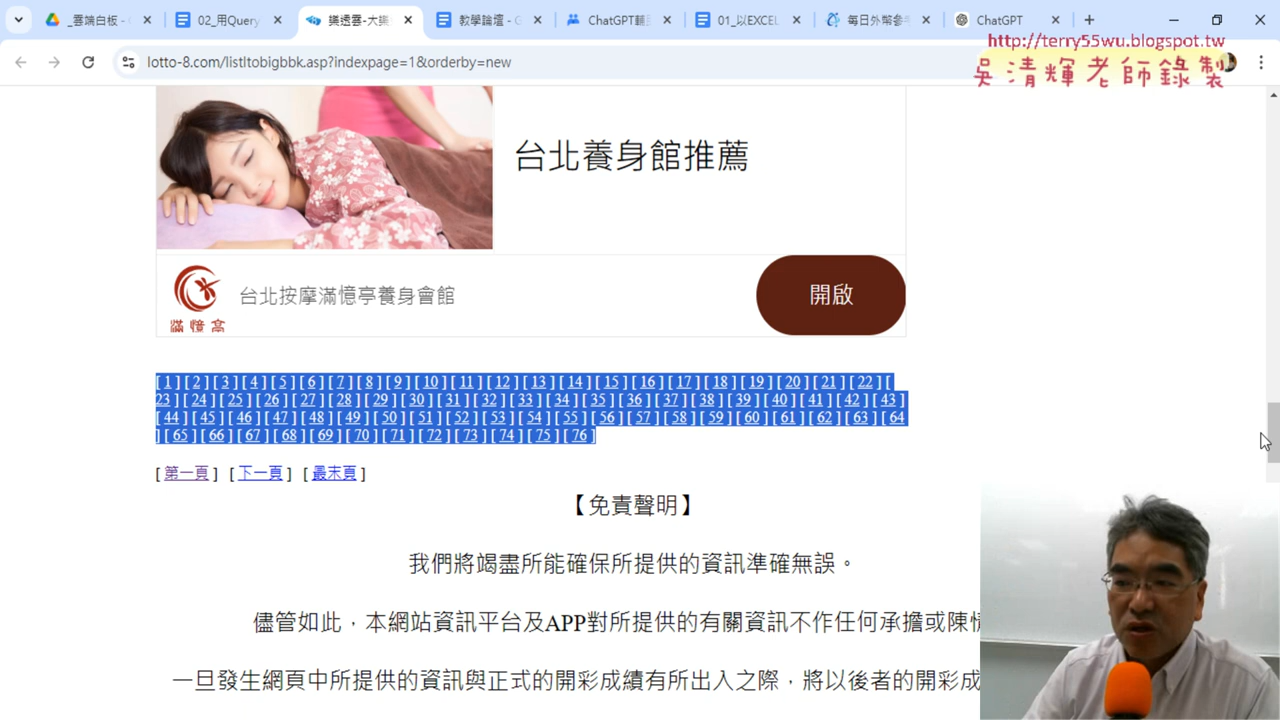 _雲端白板 - G
02_用Query
樂透雲-大樂
教學論壇 - G
ChatGPT輔
01_以EXCEL
每日外幣參考
ChatGPT
http://terry55wu.blogspot.tw
lotto-8.com/listltobigbbk.asp?indexpage=1&orderby=new
吳清輝老師錄製
台北養身館推薦
滿憶亭
台北按摩滿憶亭養身會館
開啟
[ 1 ] [ 2 ] [ 3 ] [ 4 ] [ 5 ] [ 6 ] [ 7 ] [ 8 ] [ 9 ] [ 10 ] [ 11 ] [ 12 ] [ 13 ] [ 14 ] [ 15 ] [ 16 ] [ 17 ] [ 18 ] [ 19 ] [ 20 ] [ 21 ] [ 22 ] [
23 ] [ 24 ] [ 25 ] [ 26 ] [ 27 ] [ 28 ] [ 29 ] [ 30 ] [ 31 ] [ 32 ] [ 33 ] [ 34 ] [ 35 ] [ 36 ] [ 37 ] [ 38 ] [ 39 ] [ 40 ] [ 41 ] [ 42 ] [ 43 ]
[ 44 ] [ 45 ] [ 46 ] [ 47 ] [ 48 ] [ 49 ] [ 50 ] [ 51 ] [ 52 ] [ 53 ] [ 54 ] [ 55 ] [ 56 ] [ 57 ] [ 58 ] [ 59 ] [ 60 ] [ 61 ] [ 62 ] [ 63 ] [ 64
] [ 65 ] [ 66 ] [ 67 ] [ 68 ] [ 69 ] [ 70 ] [ 71 ] [ 72 ] [ 73 ] [ 74 ] [ 75 ] [ 76 ]
[ 第一頁 ] [ 下一頁 ] [ 最末頁 ]
【免責聲明】
我們將竭盡所能確保所提供的資訊準確無誤。
儘管如此，本網站資訊平台及APP對所提供的有關資訊不作任何承擔或陳
一旦發生網頁中所提供的資訊與正式的開彩成績有所出入之際，將以後者的開彩成